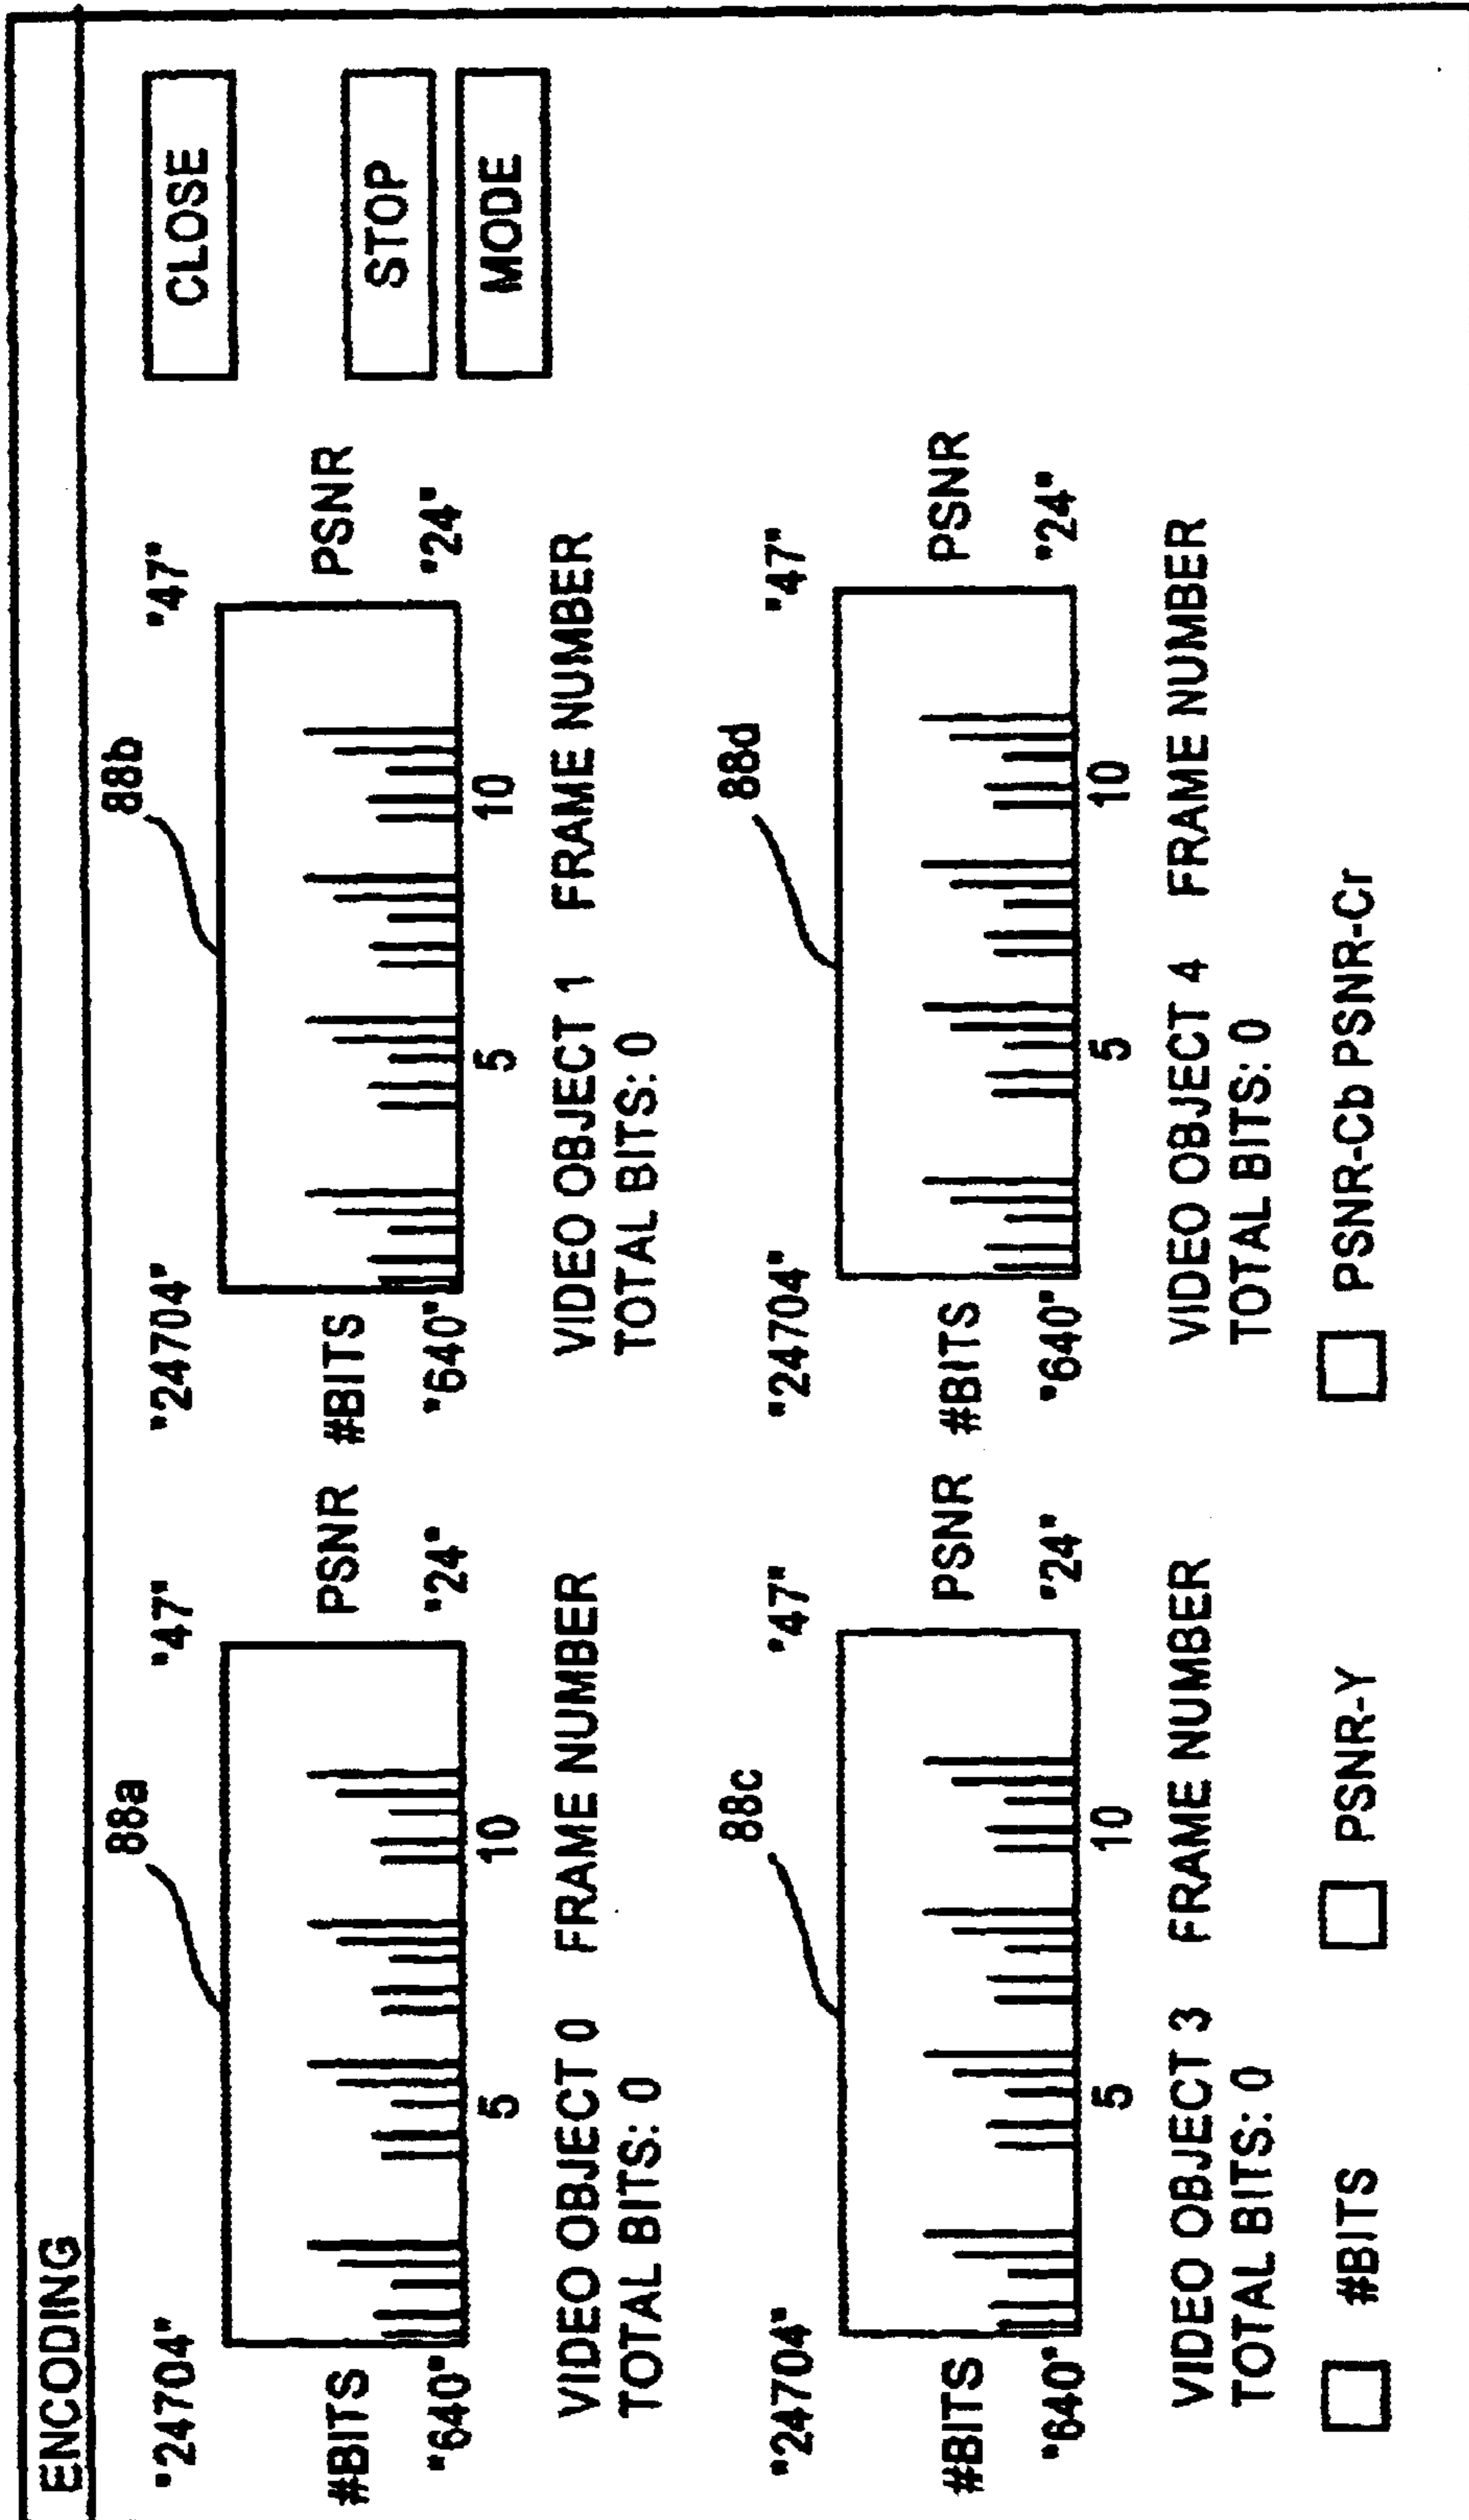 ENCODING
88a
88b
"24704" "47" "24704" "47"
CLOSE
#BITS PSNR #BITS PSNR
STOP
"640" "24" "640" "24"
MODE
5 10 5 10
VIDEO OBJECT 0 FRAME NUMBER
VIDEO OBJECT 1 FRAME NUMBER
TOTAL BITS: 0
TOTAL BITS: 0
88c
88d
"24704" "47" "24704" "47"
#BITS PSNR #BITS PSNR
"640" "24" "640" "24"
5 10 5 10
VIDEO OBJECT 3 FRAME NUMBER
VIDEO OBJECT 4 FRAME NUMBER
TOTAL BITS: 0
TOTAL BITS: 0
#BITS PSNR-Y PSNR-Cb PSNR-Cr